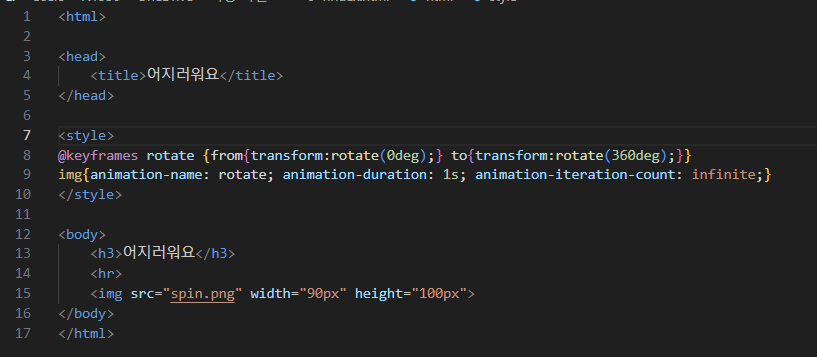 1 <html>
2
3 <head>
4 <title>어지러워요</title>
5 </head>
6
7 <style>
8 @keyframes rotate {from{transform:rotate(0deg);} to{transform:rotate(360deg);}}
9 img{animation-name: rotate; animation-duration: 1s; animation-iteration-count: infinite;}
10 </style>
11
12 <body>
13 <h3>어지러워요</h3>
14 <hr>
15 <img src="spin.png" width="90px" height="100px">
16 </body>
17 </html>